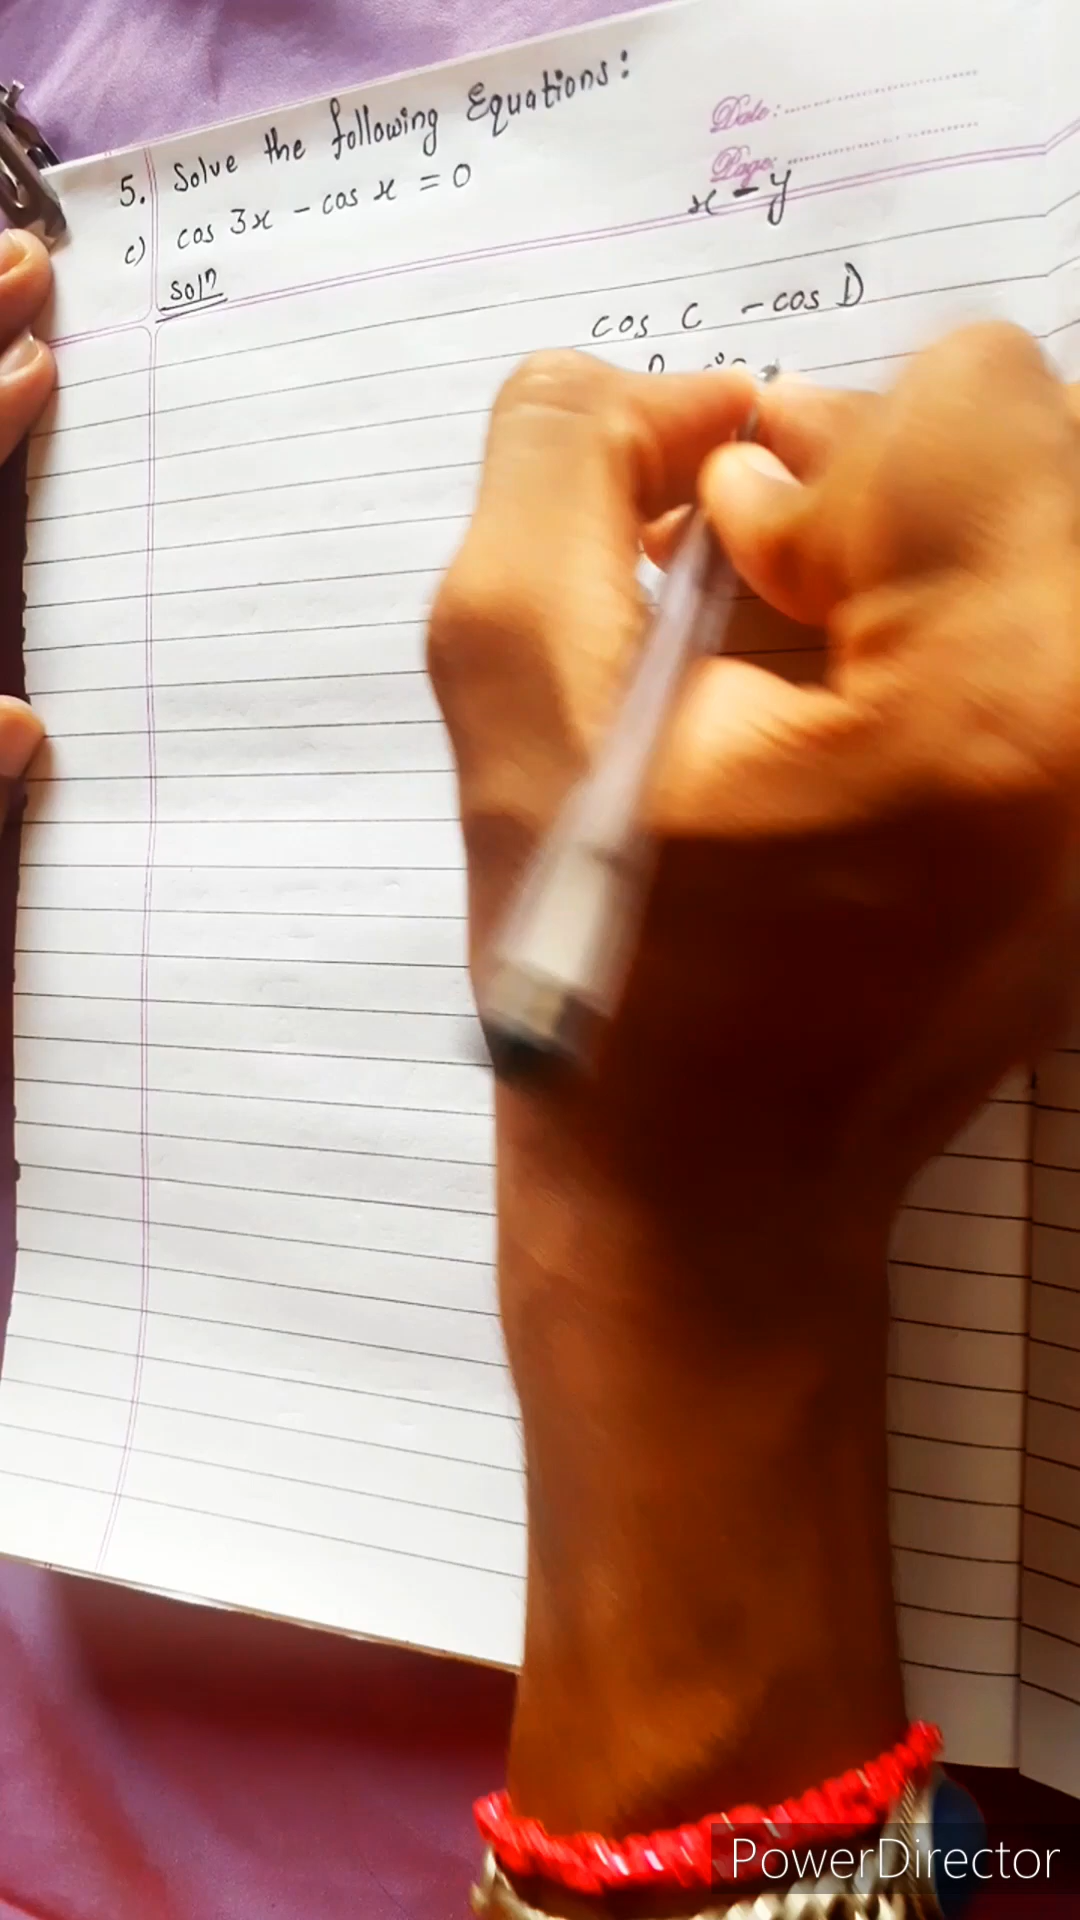 5. Solve the following Equations:
Date:
Page:
c) cos 3x - cos x = 0
x - y
Solⁿ
cos C - cos D
PowerDirector